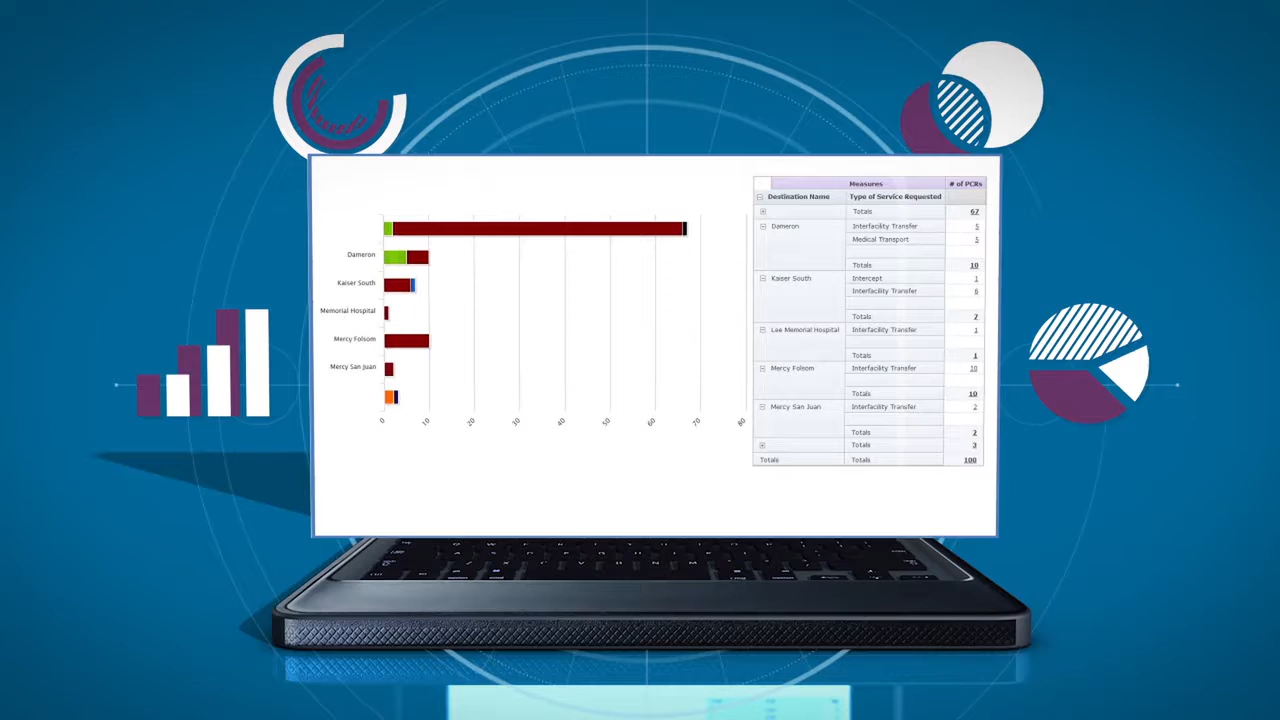 Measures # of PCRs
Destination Name Type of Service Requested
Totals 67
Dameron Interfacility Transfer 5
Medical Transport 5
Totals 10
Kaiser South Intercept 1
Interfacility Transfer 6
Totals 7
Lee Memorial Hospital Interfacility Transfer 1
Totals 1
Mercy Folsom Interfacility Transfer 10
Totals 10
Mercy San Juan Interfacility Transfer 2
Totals 2
Totals 3
Totals Totals 100
Dameron
Kaiser South
Memorial Hospital
Mercy Folsom
Mercy San Juan
0 10 20 30 40 50 60 70 80